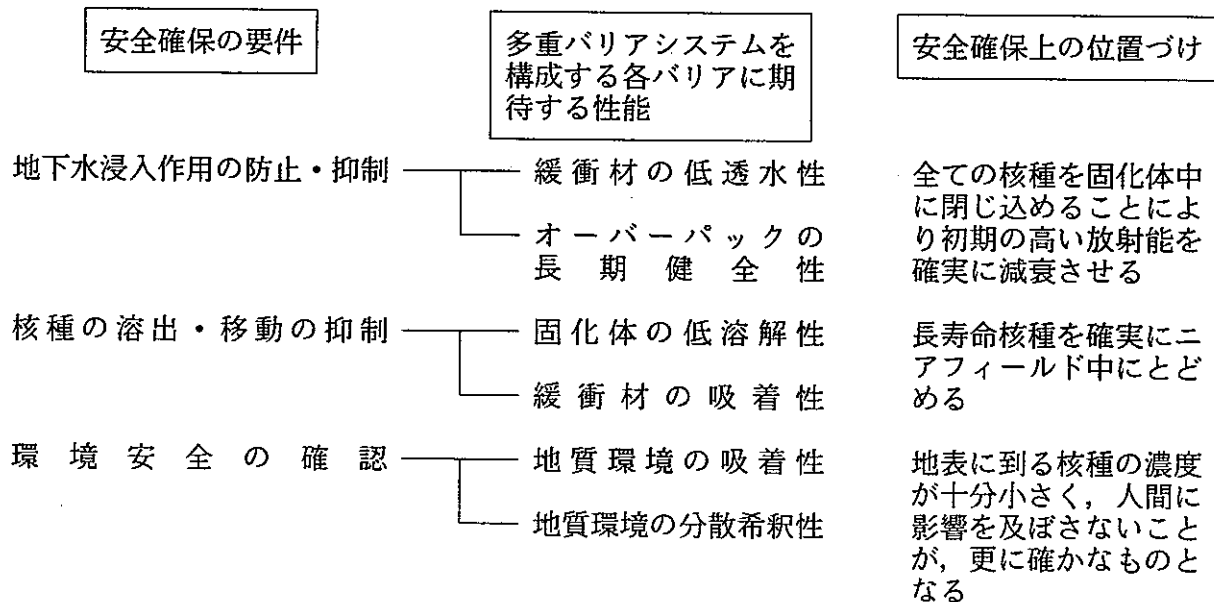 安全確保の要件
多重バリアシステムを
構成する各バリアに期
待する性能
安全確保上の位置づけ
地下水浸入作用の防止・抑制
緩衝材の低透水性
オーバーパックの
長期健全性
全ての核種を固化体中
に閉じ込めることによ
り初期の高い放射能を
確実に減衰させる
核種の溶出・移動の抑制
固化体の低溶解性
緩衝材の吸着性
長寿命核種を確実にニ
アフィールド中にとど
める
環境安全の確認
地質環境の吸着性
地質環境の分散希釈性
地表に到る核種の濃度
が十分小さく，人間に
影響を及ぼさないこと
が，更に確かなものと
なる